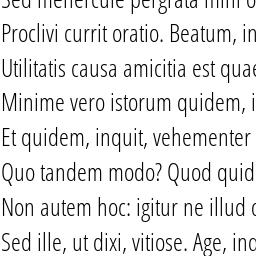 Sed mehercule pergrata mihi o
Proclivi currit oratio. Beatum, in
Utilitatis causa amicitia est quae
Minime vero istorum quidem, i
Et quidem, inquit, vehementer
Quo tandem modo? Quod quid
Non autem hoc: igitur ne illud q
Sed ille, ut dixi, vitiose. Age, inq